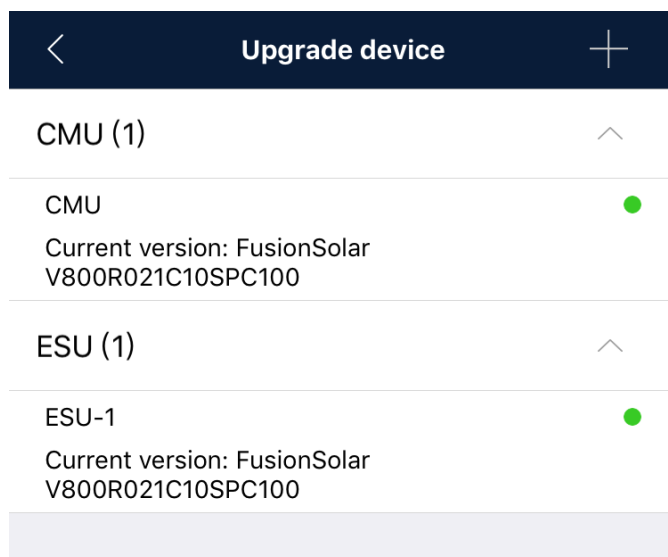 Upgrade device
CMU (1)
CMU
Current version: FusionSolar
V800R021C10SPC100
ESU (1)
ESU-1
Current version: FusionSolar
V800R021C10SPC100